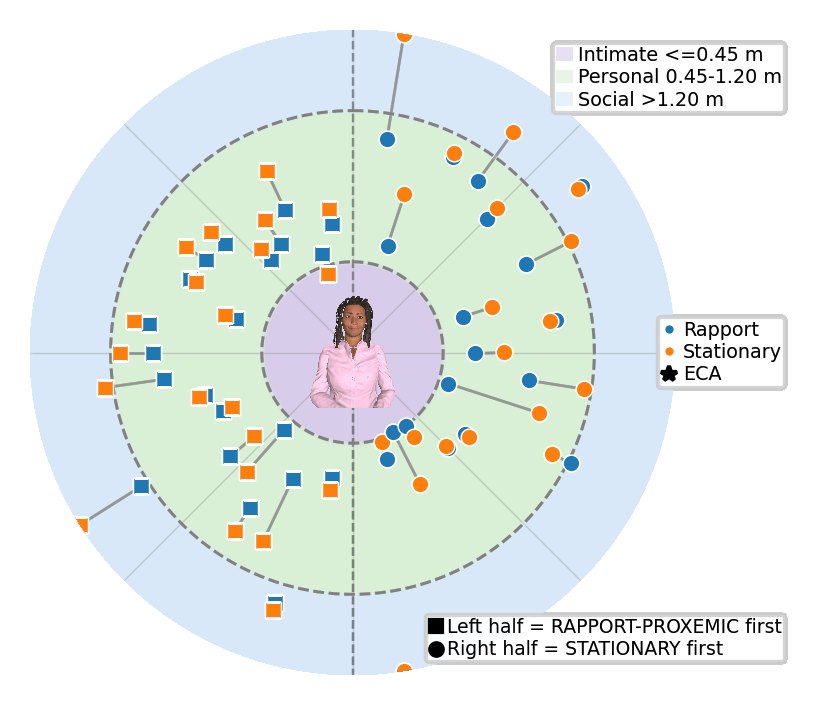 Intimate <=0.45 m
Personal 0.45-1.20 m
Social >1.20 m
Rapport
Stationary
ECA
Left half = RAPPORT-PROXEMIC first
Right half = STATIONARY first